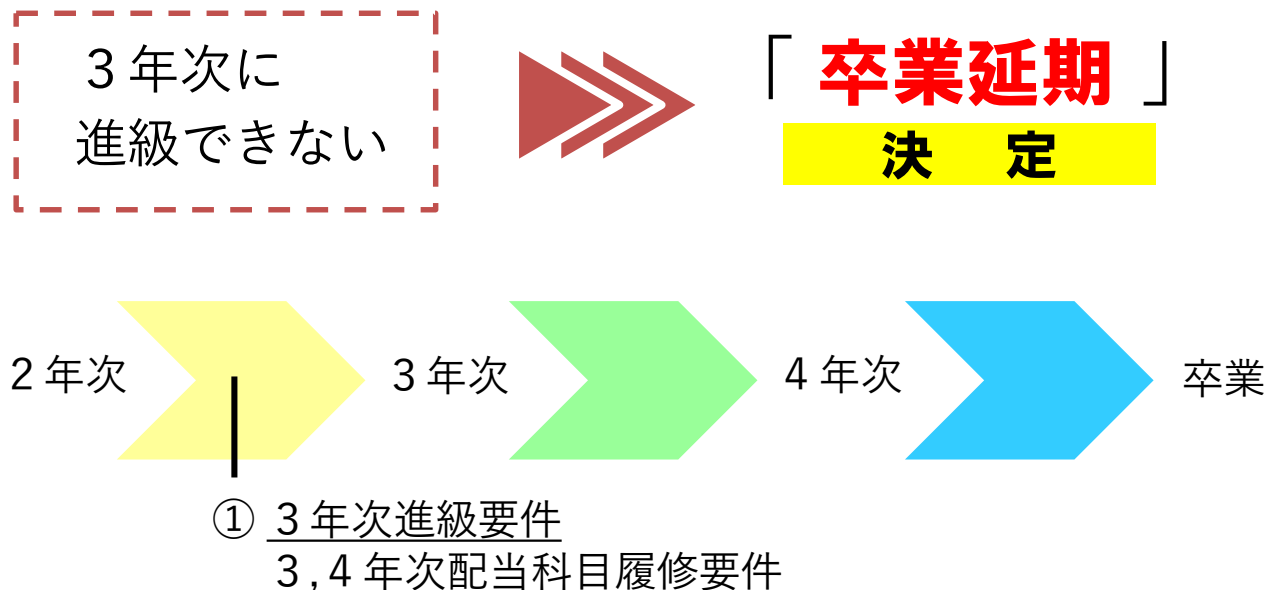 3年次に
進級できない
「卒業延期」
決 定
2年次
3年次
4年次
卒業
① 3年次進級要件
3,4年次配当科目履修要件